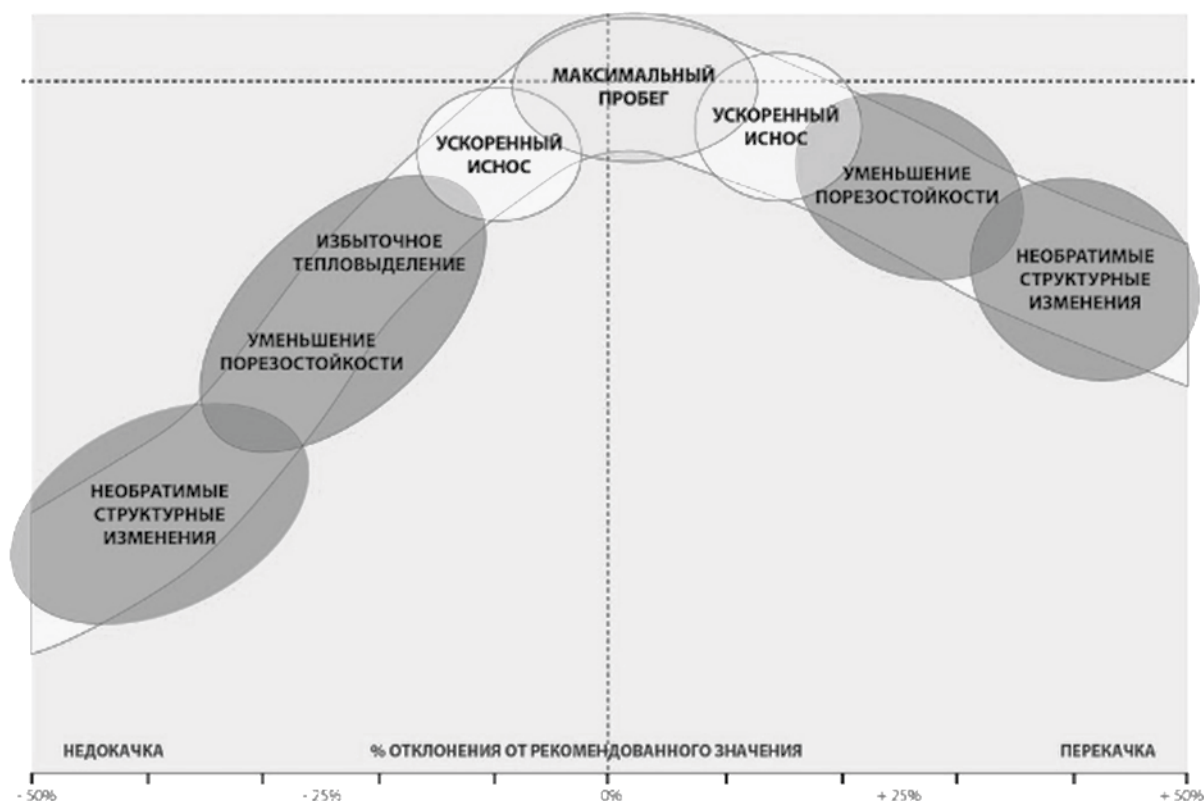 МАКСИМАЛЬНЫЙ
ПРОБЕГ
УСКОРЕННЫЙ
ИСНОС
УСКОРЕННЫЙ
ИСНОС
УМЕНЬШЕНИЕ
ПОРЕЗОСТОЙКОСТИ
ИЗБЫТОЧНОЕ
ТЕПЛОВЫДЕЛЕНИЕ
НЕОБРАТИМЫЕ
СТРУКТУРНЫЕ
ИЗМЕНЕНИЯ
УМЕНЬШЕНИЕ
ПОРЕЗОСТОЙКОСТИ
НЕОБРАТИМЫЕ
СТРУКТУРНЫЕ
ИЗМЕНЕНИЯ
НЕДОКАЧКА
% ОТКЛОНЕНИЯ ОТ РЕКОМЕНДОВАННОГО ЗНАЧЕНИЯ
ПЕРЕКАЧКА
- 50%
- 25%
0%
+ 25%
+ 50%